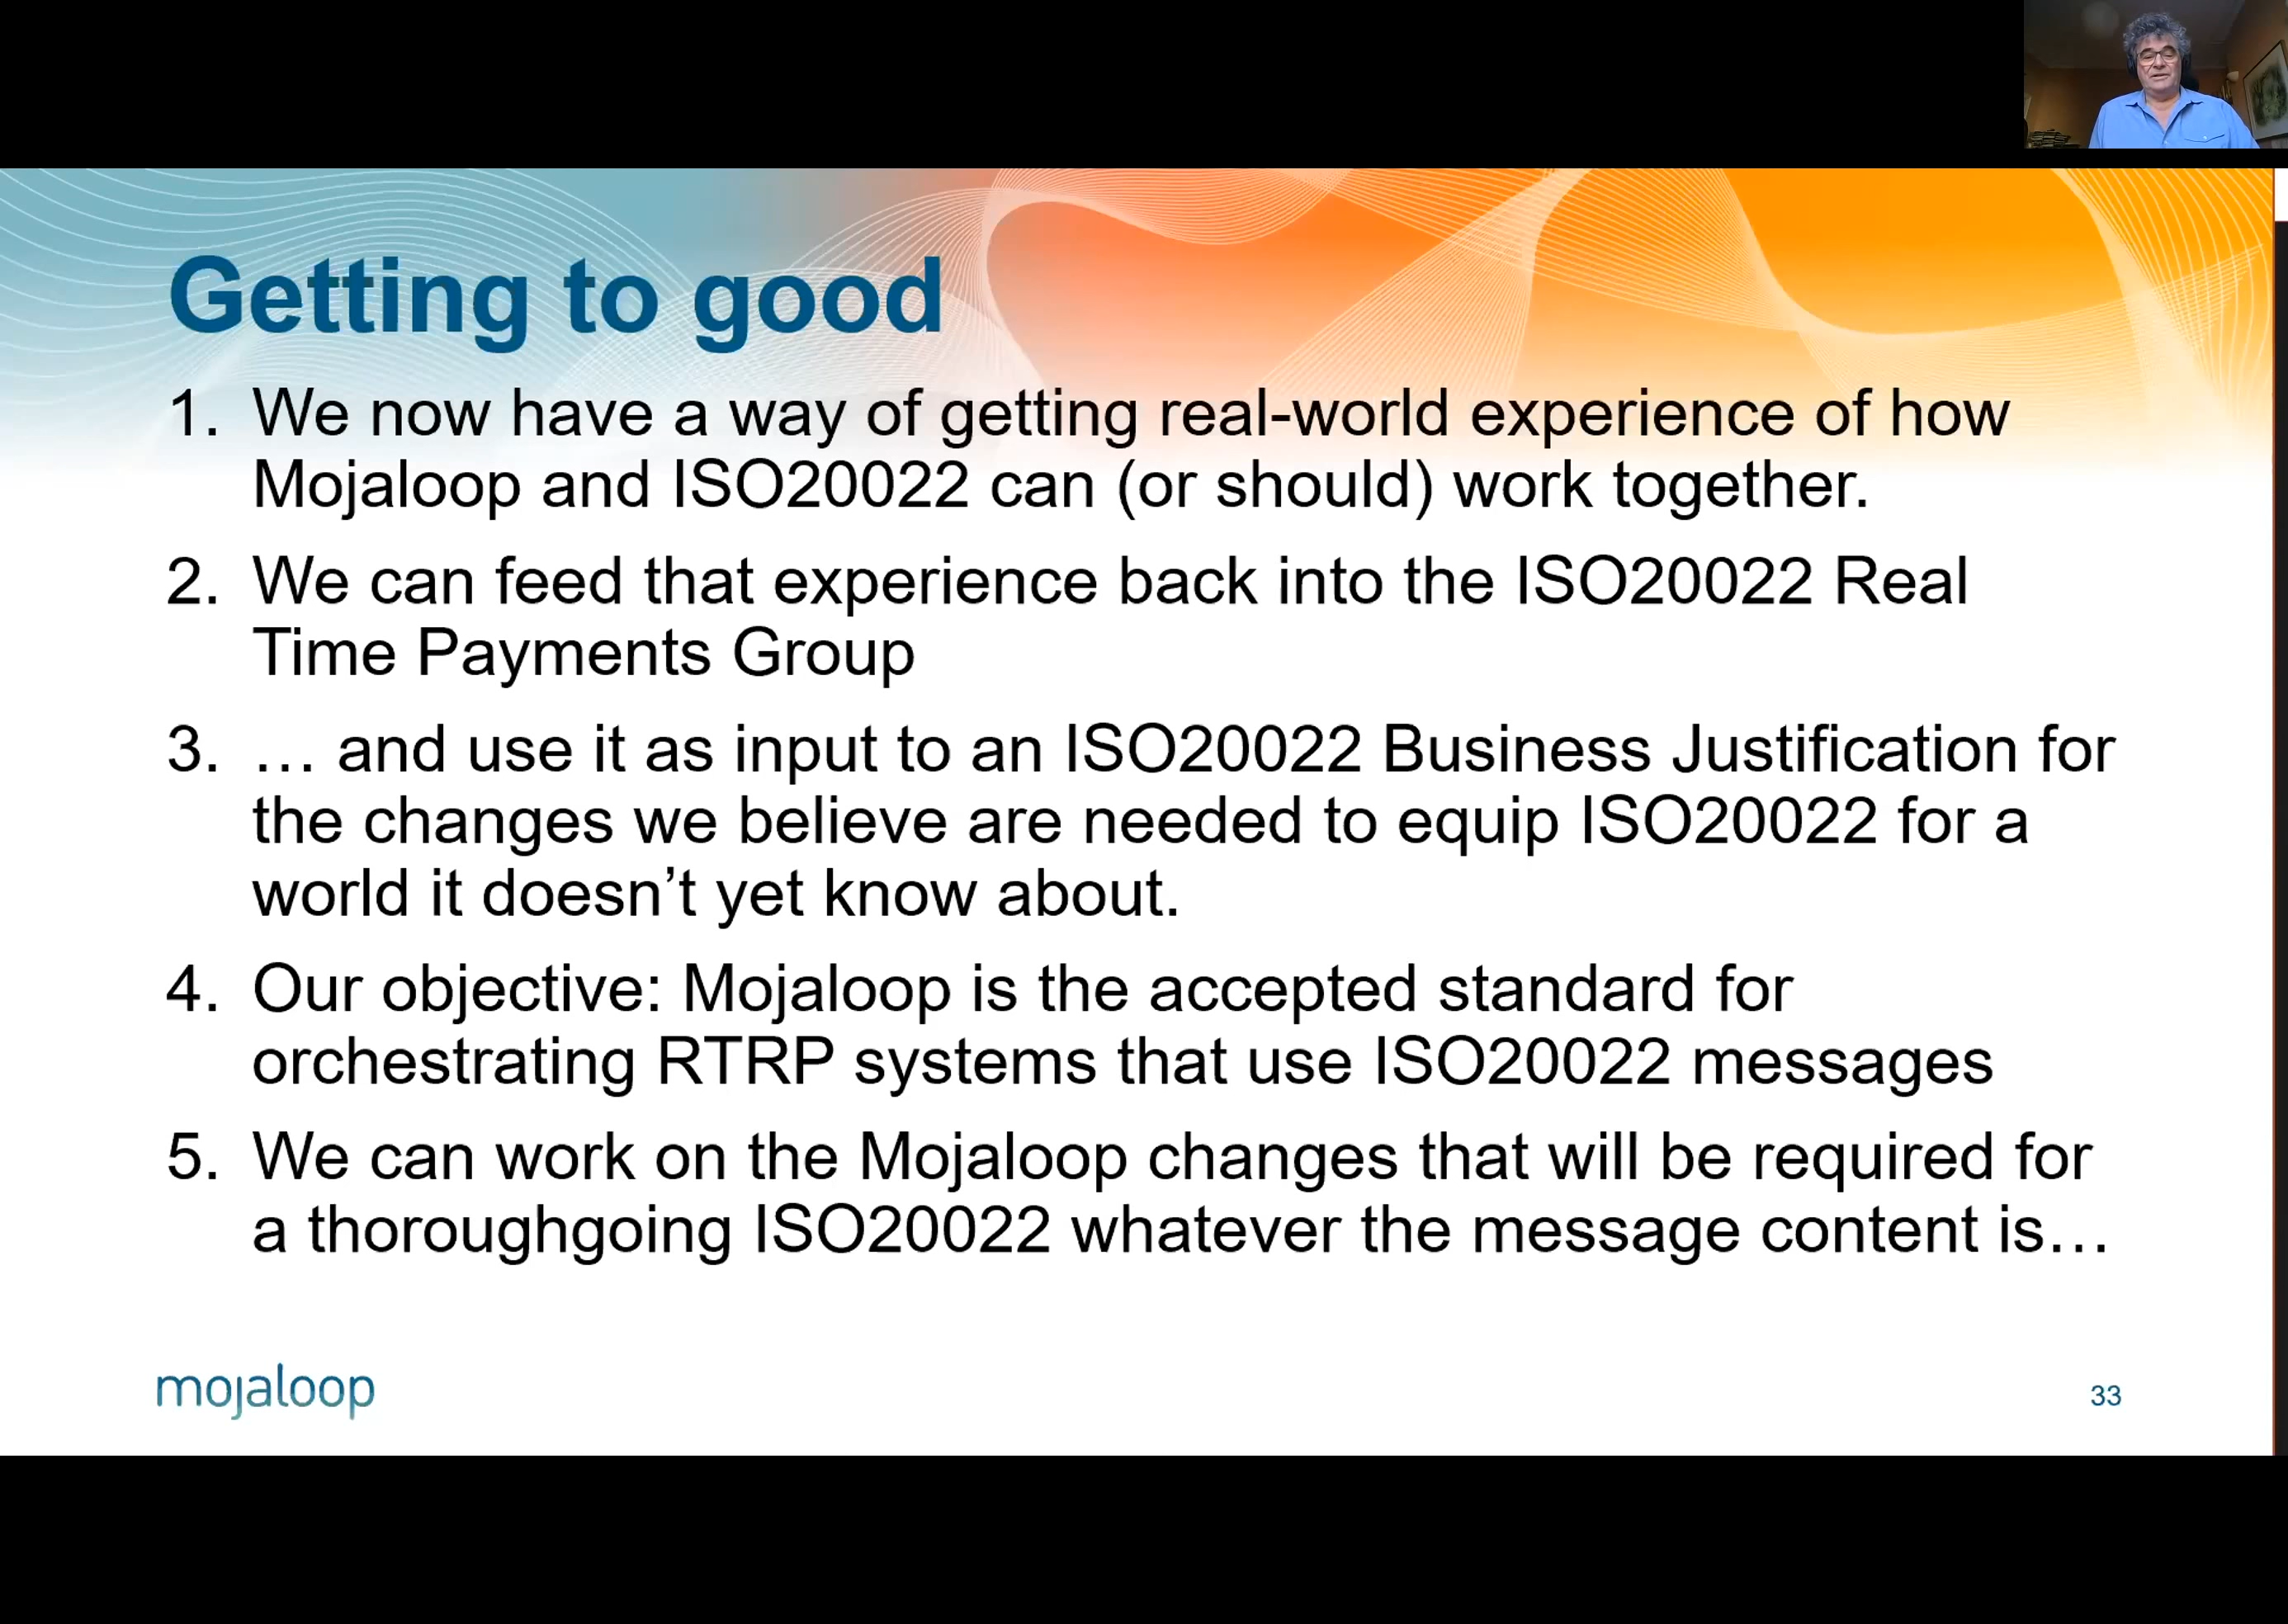 Getting to good
1. We now have a way of getting real-world experience of how
Mojaloop and ISO20022 can (or should) work together.
2. We can feed that experience back into the ISO20022 Real
Time Payments Group
3. … and use it as input to an ISO20022 Business Justification for
the changes we believe are needed to equip ISO20022 for a
world it doesn’t yet know about.
4. Our objective: Mojaloop is the accepted standard for
orchestrating RTRP systems that use ISO20022 messages
5. We can work on the Mojaloop changes that will be required for
a thoroughgoing ISO20022 whatever the message content is…
mojaloop
33